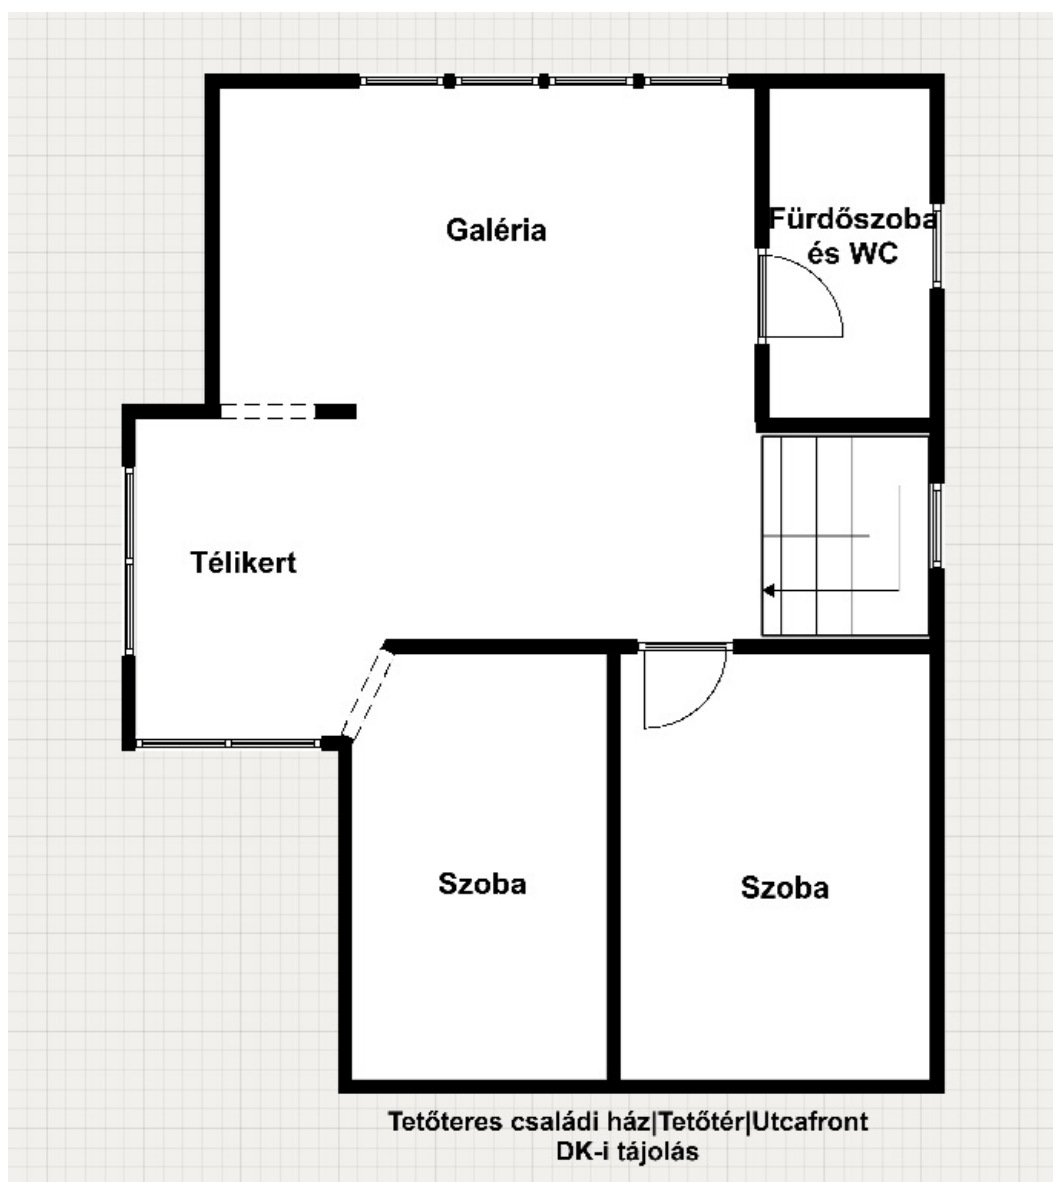 Galéria
Fürdőszoba
és WC
Télikert
Szoba
Szoba
Tetőteres családi ház|Tetőtér|Utcafront
DK-i tájolás